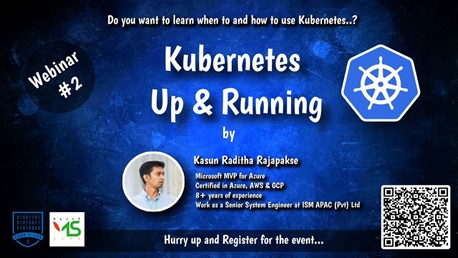 Do you want to learn when to and how to use Kubernetes..?
Webinar
#2
Kubernetes
Up & Running
by
Kasun Raditha Rajapakse
Microsoft MVP for Azure
Certified in Azure, AWS & GCP
8+ years of experience
Work as a Senior System Engineer at ISM APAC (Pvt) Ltd
Hurry up and Register for the event...